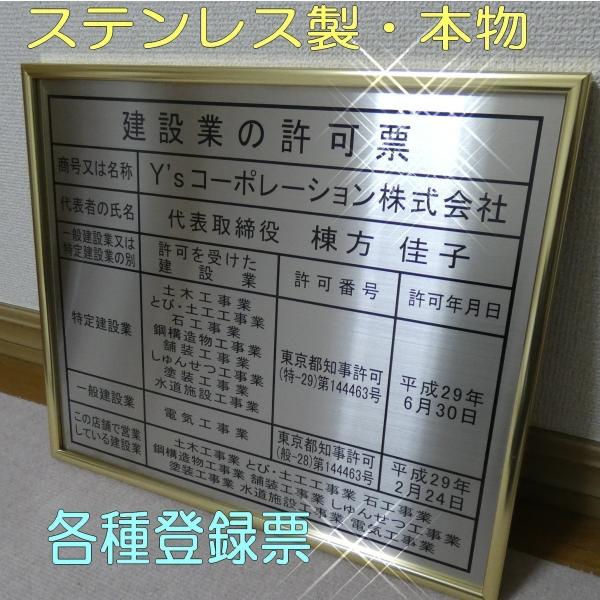 ステンレス製・本物
建設業の許可票
商号又は名称 Y'sコーポレーション株式会社
代表者の氏名 代表取締役 棟方 佳子
一般建設業又は
特定建設業の別
許可を受けた
建設業
許可番号
許可年月日
特定建設業
土木工事業
とび・土工工事業
石工事業
鋼構造物工事業
舗装工事業
しゅんせつ工事業
塗装工事業
水道施設工事業
東京都知事許可
(特-29)第144463号
平成29年
6月30日
一般建設業
電気工事業
東京都知事許可
(般-28)第144463号
平成29年
2月24日
この店舗で営業
している建設業
土木工事業 とび・土工工事業 石工事業
鋼構造物工事業 舗装工事業 しゅんせつ工事業
塗装工事業 水道施設工事業 電気工事業
各種登録票